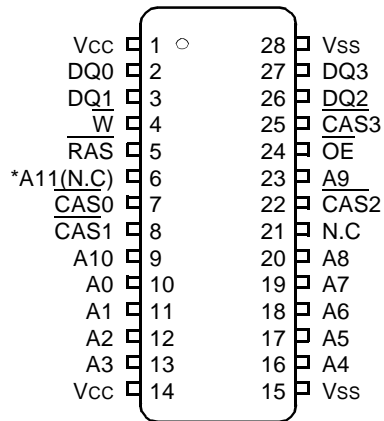 Vcc 1 28 Vss
DQ0 2 27 DQ3
DQ1 3 26 DQ2
W 4 25 CAS3
RAS 5 24 OE
*A11(N.C) 6 23 A9
CAS0 7 22 CAS2
CAS1 8 21 N.C
A10 9 20 A8
A0 10 19 A7
A1 11 18 A6
A2 12 17 A5
A3 13 16 A4
Vcc 14 15 Vss